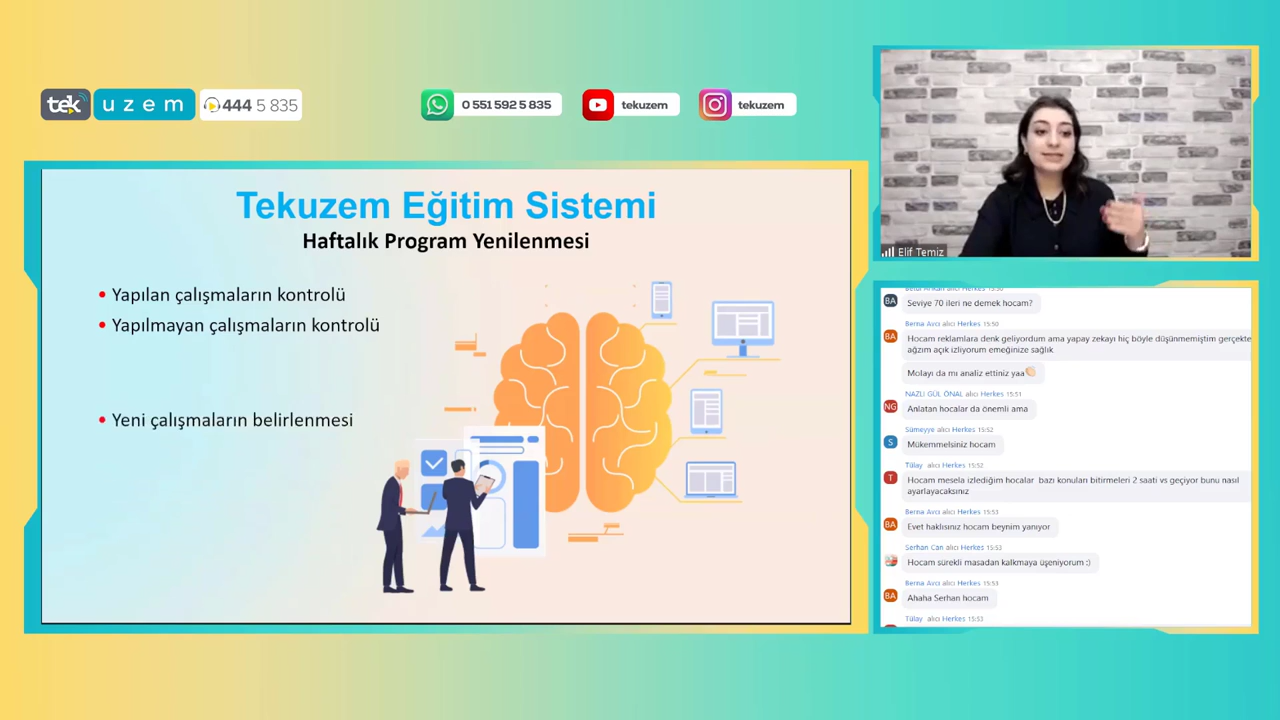 tek uzem 444 5 835
0 551 592 5 835
tekuzem
tekuzem
Tekuzem Eğitim Sistemi
Haftalık Program Yenilenmesi
• Yapılan çalışmaların kontrolü
• Yapılmayan çalışmaların kontrolü
• Yeni çalışmaların belirlenmesi
Elif Temiz
BA
Seviye 70 ileri ne demek hocam?
Berna Avcı alıcı Herkes 15:50
BA
Hocam reklamlara denk geliyordum ama yapay zekayı hiç böyle düşünmemiştim gerçekte
ağzım açık izliyorum emeğinize sağlık
Molayı da mı analiz ettiniz yaa
NAZLI GÜL ÖNAL alıcı Herkes 15:51
NG
Anlatan hocalar da önemli ama
Sümeyye alıcı Herkes 15:52
S
Mükemmelsiniz hocam
Tülay alıcı Herkes 15:52
T
Hocam mesela izlediğim hocalar bazı konuları bitirmeleri 2 saati vs geçiyor bunu nasıl
ayarlayacaksınız
Berna Avcı alıcı Herkes 15:53
BA
Evet haklısınız hocam beynim yanıyor
Serhan Can alıcı Herkes 15:53
Hocam sürekli masadan kalkmaya üşeniyorum :)
Berna Avcı alıcı Herkes 15:53
BA
Ahaha Serhan hocam
Tülay alıcı Herkes 15:53